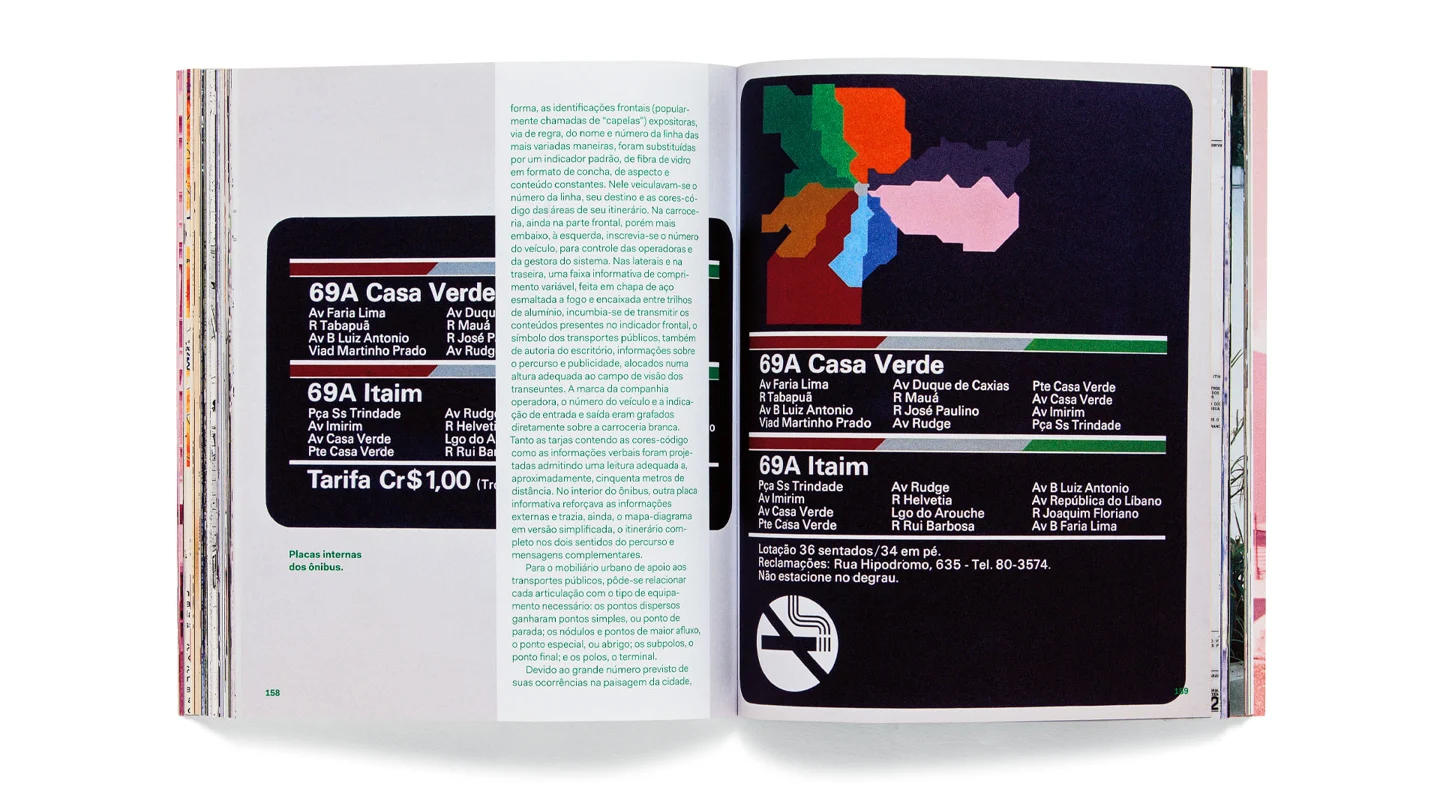 69A Casa Verde
Av Faria Lima
R Tabapuã
Av B Luiz Antonio
Viad Martinho Prado
Av Duqu
R Mauá
R José P
Av Rudg
69A Itaim
Pça Ss Trindade
Av Imirim
Av Casa Verde
Pte Casa Verde
Av Rudge
R Helveti
Lgo do A
R Rui Bar
Tarifa Cr$1,00 (Tro
Placas internas
dos ônibus.
158
forma, as identificações frontais (popular-
mente chamadas de “capelas”) expositoras,
via de regra, do nome e número da linha das
mais variadas maneiras, foram substituídas
por um indicador padrão, de fibra de vidro
em formato de concha, de aspecto e
conteúdo constantes. Nele veiculavam-se o
número da linha, seu destino e as cores-có-
digo das áreas de seu itinerário. Na carroce-
ria, ainda na parte frontal, porém mais
embaixo, à esquerda, inscrevia-se o número
do veículo, para controle das operadoras e
da gestora do sistema. Nas laterais e na
traseira, uma faixa informativa de compri-
mento variável, feita em chapa de aço
esmaltada a fogo e encaixada entre trilhos
de alumínio, incumbia-se de transmitir os
conteúdos presentes no indicador frontal, o
símbolo dos transportes públicos, também
de autoria do escritório, informações sobre
o percurso e publicidade, alocados numa
altura adequada ao campo de visão dos
transeuntes. A marca da companhia
operadora, o número do veículo e a indica-
ção de entrada e saída eram grafados
diretamente sobre a carroceria branca.
Tanto as tarjas contendo as cores-código
como as informações verbais foram proje-
tadas admitindo uma leitura adequada a,
aproximadamente, cinquenta metros de
distância. No interior do ônibus, outra placa
informativa reforçava as informações
externas e trazia, ainda, o mapa-diagrama
em versão simplificada, o itinerário com-
pleto nos dois sentidos do percurso e
mensagens complementares.
Para o mobiliário urbano de apoio aos
transportes públicos, pôde-se relacionar
cada articulação com o tipo de equipa-
mento necessário: os pontos dispersos
ganharam pontos simples, ou ponto de
parada; os nódulos e pontos de maior afluxo,
o ponto especial, ou abrigo; os subpolos, o
ponto final; e os polos, o terminal.
Devido ao grande número previsto de
suas ocorrências na paisagem da cidade,
69A Casa Verde
Av Faria Lima
R Tabapuã
Av B Luiz Antonio
Viad Martinho Prado
Av Duque de Caxias
R Mauá
R José Paulino
Av Rudge
Pte Casa Verde
Av Casa Verde
Av Imirim
Pça Ss Trindade
69A Itaim
Pça Ss Trindade
Av Imirim
Av Casa Verde
Pte Casa Verde
Av Rudge
R Helvetia
Lgo do Arouche
R Rui Barbosa
Av B Luiz Antonio
Av República do Líbano
R Joaquim Floriano
Av B Faria Lima
Lotação 36 sentados/34 em pé.
Reclamações: Rua Hipodromo, 635 - Tel. 80-3574.
Não estacione no degrau.
159